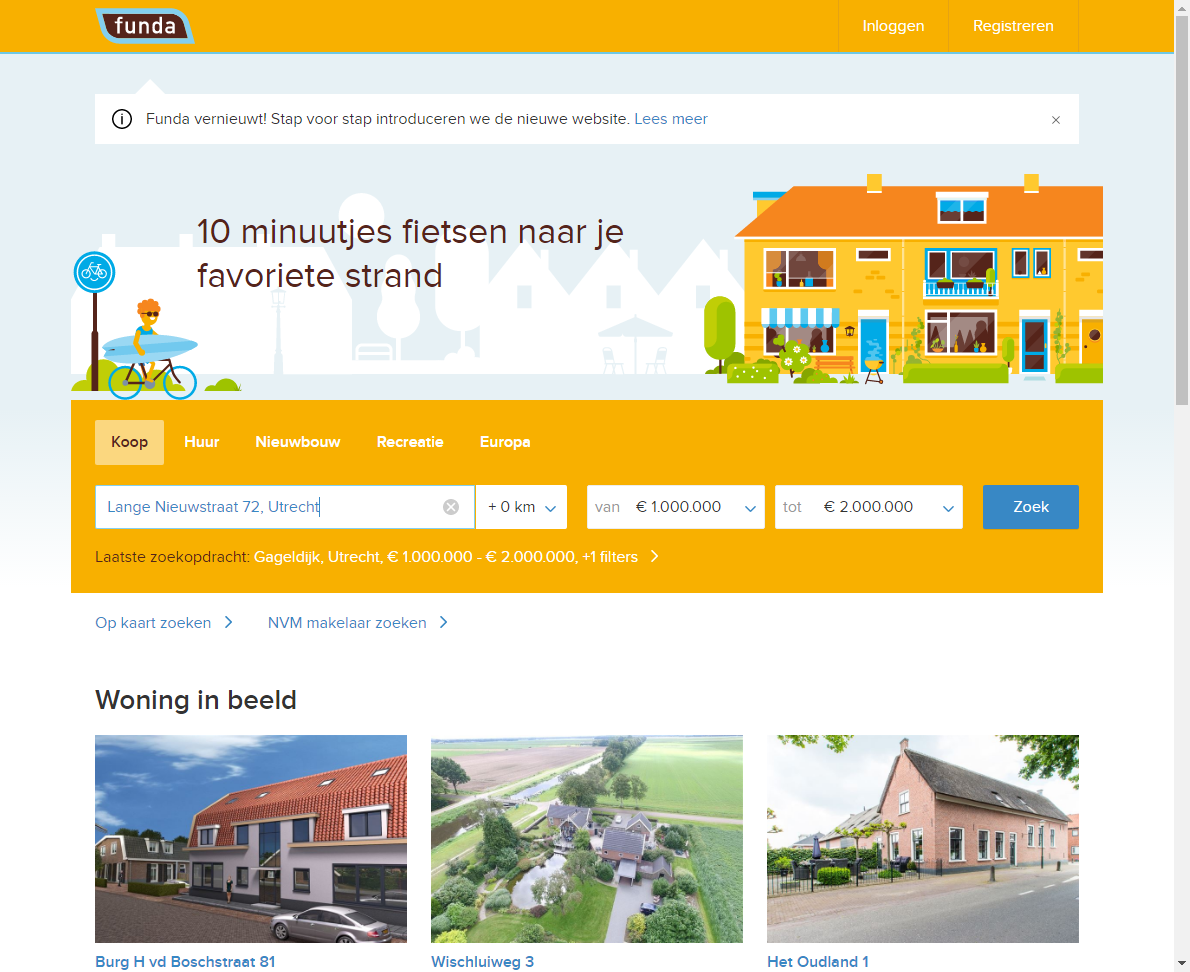 funda
Inloggen
Registreren
Funda vernieuwt! Stap voor stap introduceren we de nieuwe website. Lees meer
10 minuutjes fietsen naar je
favoriete strand
Koop Huur Nieuwbouw Recreatie Europa
Lange Nieuwstraat 72, Utrecht + 0 km van € 1.000.000 tot € 2.000.000 Zoek
Laatste zoekopdracht: Gageldijk, Utrecht, € 1.000.000 - € 2.000.000, +1 filters
Op kaart zoeken NVM makelaar zoeken
Woning in beeld
Burg H vd Boschstraat 81 Wischluiweg 3 Het Oudland 1